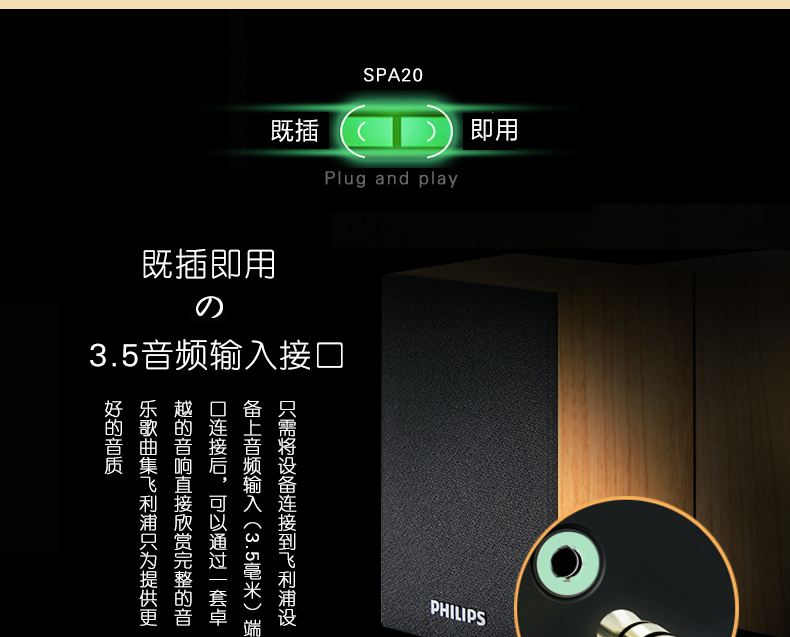 SPA20
既插
即用
Plug and play
既插即用
の
3.5音频输入接口
只需将设备连接到飞利浦设
备上音频输入（3.5毫米）端
口连接后，可以通过一套卓
越的音响直接欣赏完整的音
乐歌曲集飞利浦只为提供更
好的音质
PHILIPS